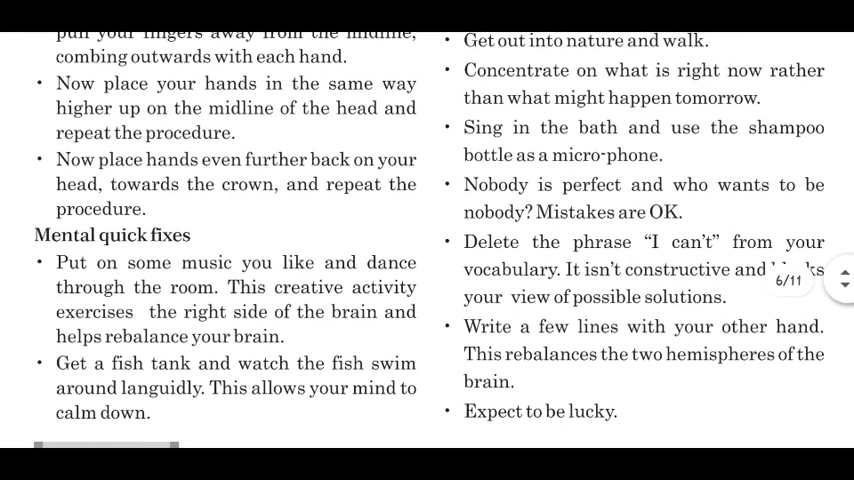 pull your fingers away from the midline,
combing outwards with each hand.
• Now place your hands in the same way
higher up on the midline of the head and
repeat the procedure.
• Now place hands even further back on your
head, towards the crown, and repeat the
procedure.
Mental quick fixes
• Put on some music you like and dance
through the room. This creative activity
exercises the right side of the brain and
helps rebalance your brain.
• Get a fish tank and watch the fish swim
around languidly. This allows your mind to
calm down.
• Get out into nature and walk.
• Concentrate on what is right now rather
than what might happen tomorrow.
• Sing in the bath and use the shampoo
bottle as a micro-phone.
• Nobody is perfect and who wants to be
nobody? Mistakes are OK.
• Delete the phrase “I can’t” from your
vocabulary. It isn’t constructive and
your view of possible solutions.
• Write a few lines with your other hand.
This rebalances the two hemispheres of the
brain.
• Expect to be lucky.
6/11